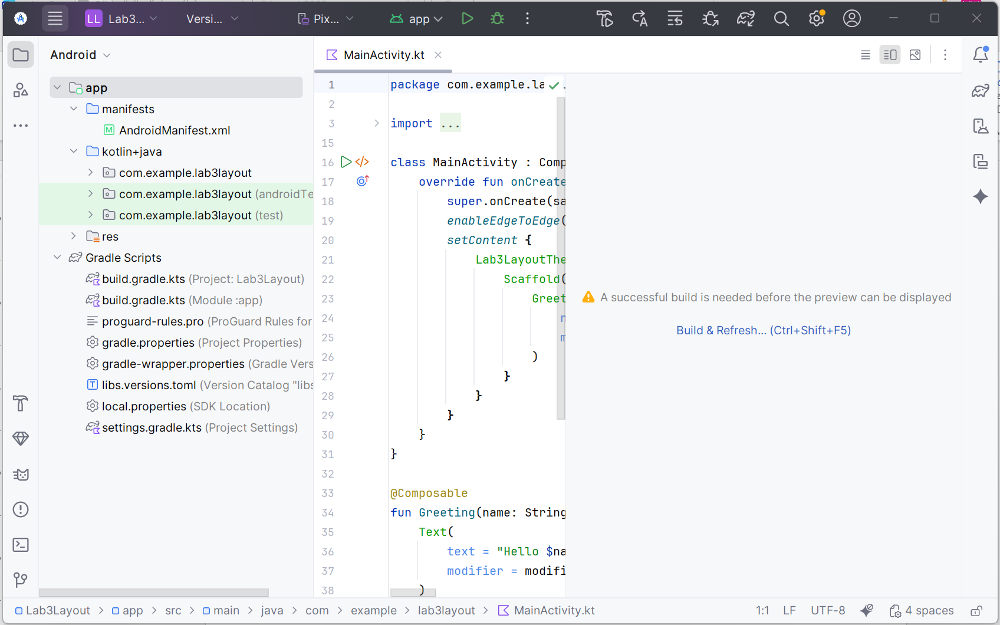 LL Lab3... Versi... Pix... app
Android
MainActivity.kt
app
manifests
AndroidManifest.xml
kotlin+java
com.example.lab3layout
com.example.lab3layout (androidTe
com.example.lab3layout (test)
res
Gradle Scripts
build.gradle.kts (Project: Lab3Layout)
build.gradle.kts (Module :app)
proguard-rules.pro (ProGuard Rules for
gradle.properties (Project Properties)
gradle-wrapper.properties (Gradle Vers
libs.versions.toml (Version Catalog "libs
local.properties (SDK Location)
settings.gradle.kts (Project Settings)
1 package com.example.la
2
3 import ...
15
16 class MainActivity : Comp
17 override fun onCreate
18 super.onCreate(sa
19 enableEdgeToEdge(
20 setContent {
21 Lab3LayoutThe
22 Scaffold(
23 Greet
24 n
25 m
26 )
27 }
28 }
29 }
30 }
31 }
32
33 @Composable
34 fun Greeting(name: String
35 Text(
36 text = "Hello $na
37 modifier = modifi
38 )
A successful build is needed before the preview can be displayed
Build & Refresh... (Ctrl+Shift+F5)
Lab3Layout > app > src > main > java > com > example > lab3layout > MainActivity.kt 1:1 LF UTF-8 4 spaces